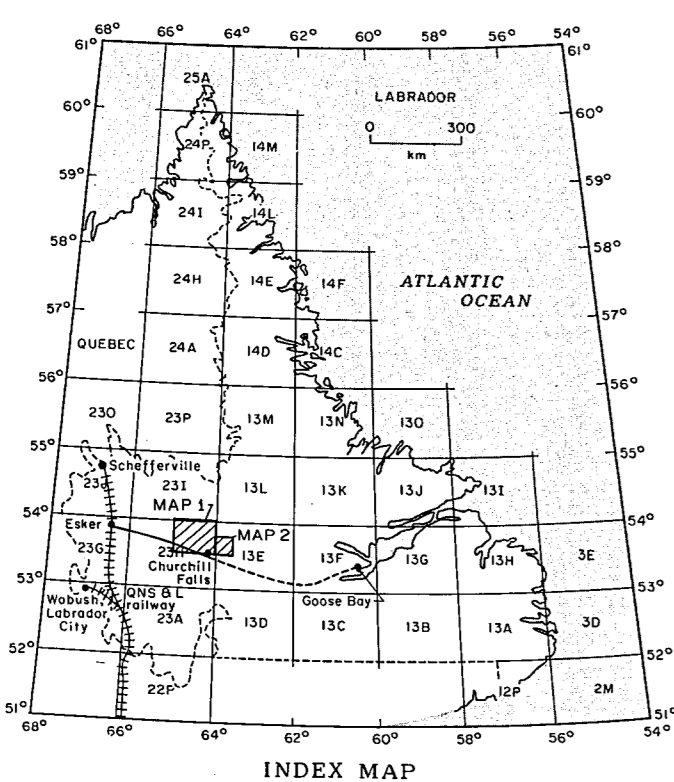 68° 66° 64° 62° 60° 58° 56° 54°
61° 61°
25A
LABRADOR
60° 60°
0 300
km
24P 14M
59° 59°
24I 14L
58° 58°
24H 14E 14F
ATLANTIC
OCEAN
57° 57°
QUEBEC 24A 14D 14C
56° 56°
23O 23P 13M 13N 13O
55° 55°
Schefferville
23J 23I 13L 13K 13J 13I
MAP 1
54° 54°
Esker MAP 2
23G 23H 13E 13F 13G 13H 3E
Churchill
Falls
53° 53°
Goose Bay
Wabush,
Labrador
City
QNS & L
railway
23A 13D 13C 13B 13A 3D
52° 52°
22P 12P 2M
51° 51°
68° 66° 64° 62° 60° 58° 56° 54°
INDEX MAP